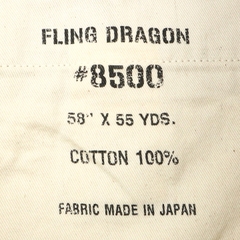 FLING DRAGON
#8500
58" X 55 YDS.
COTTON 100%
FABRIC MADE IN JAPAN